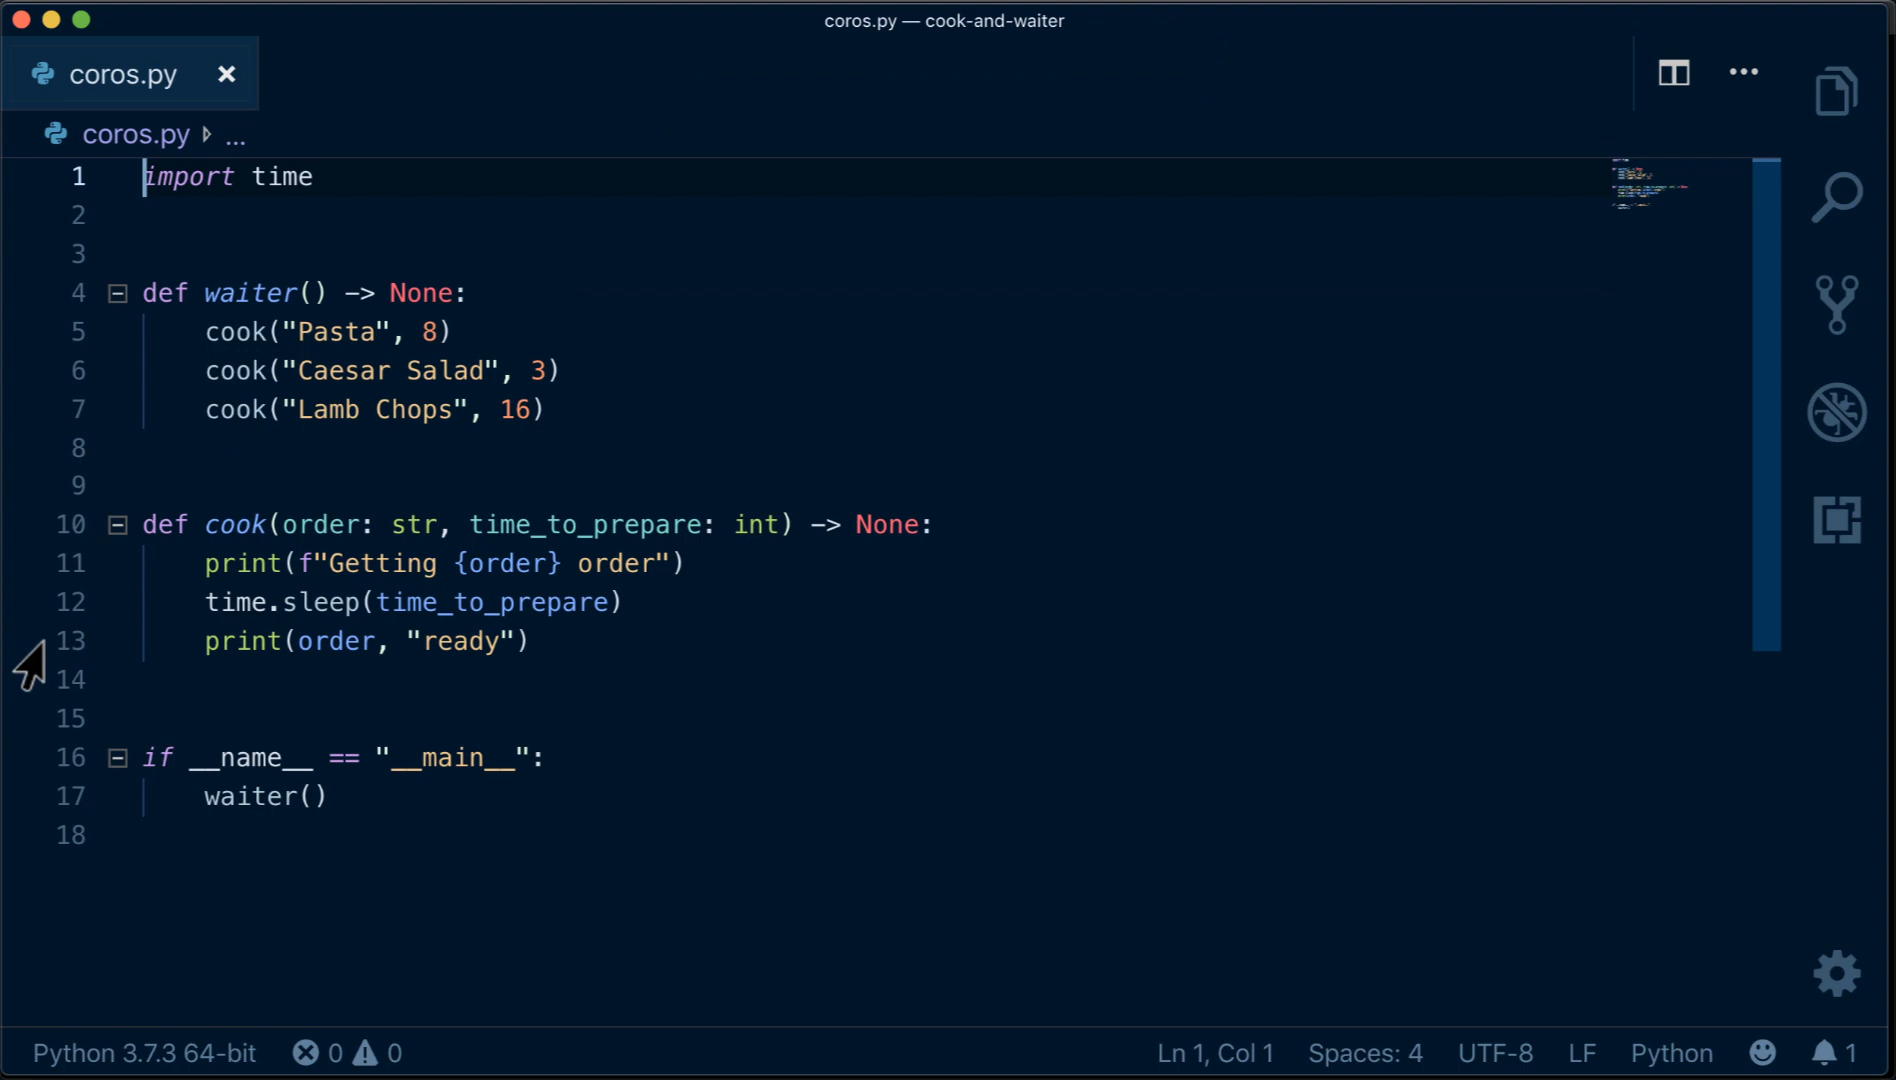 coros.py — cook-and-waiter
coros.py
coros.py ...
1 import time
2
3
4 def waiter() -> None:
5 cook("Pasta", 8)
6 cook("Caesar Salad", 3)
7 cook("Lamb Chops", 16)
8
9
10 def cook(order: str, time_to_prepare: int) -> None:
11 print(f"Getting {order} order")
12 time.sleep(time_to_prepare)
13 print(order, "ready")
14
15
16 if __name__ == "__main__":
17 waiter()
18
Python 3.7.3 64-bit 0 0 Ln 1, Col 1 Spaces: 4 UTF-8 LF Python 1